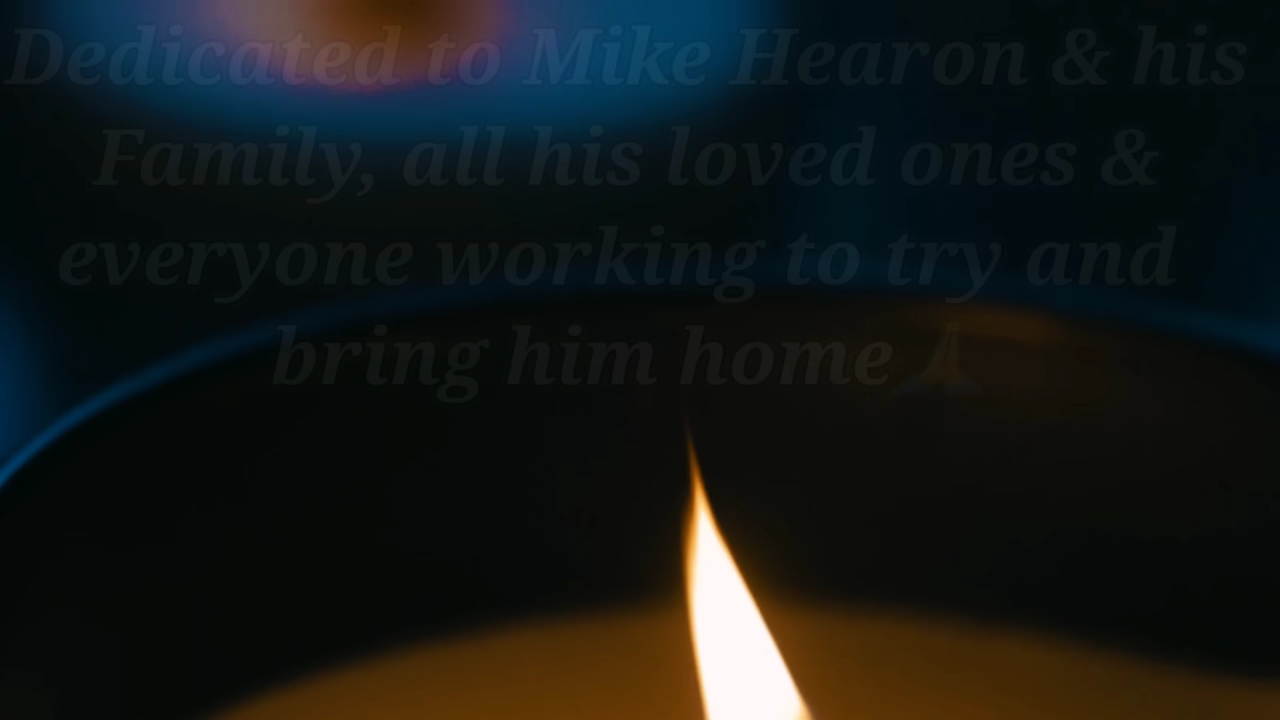 Dedicated to Mike Hearon & his
Family, all his loved ones &
everyone working to try and
bring him home 🙏